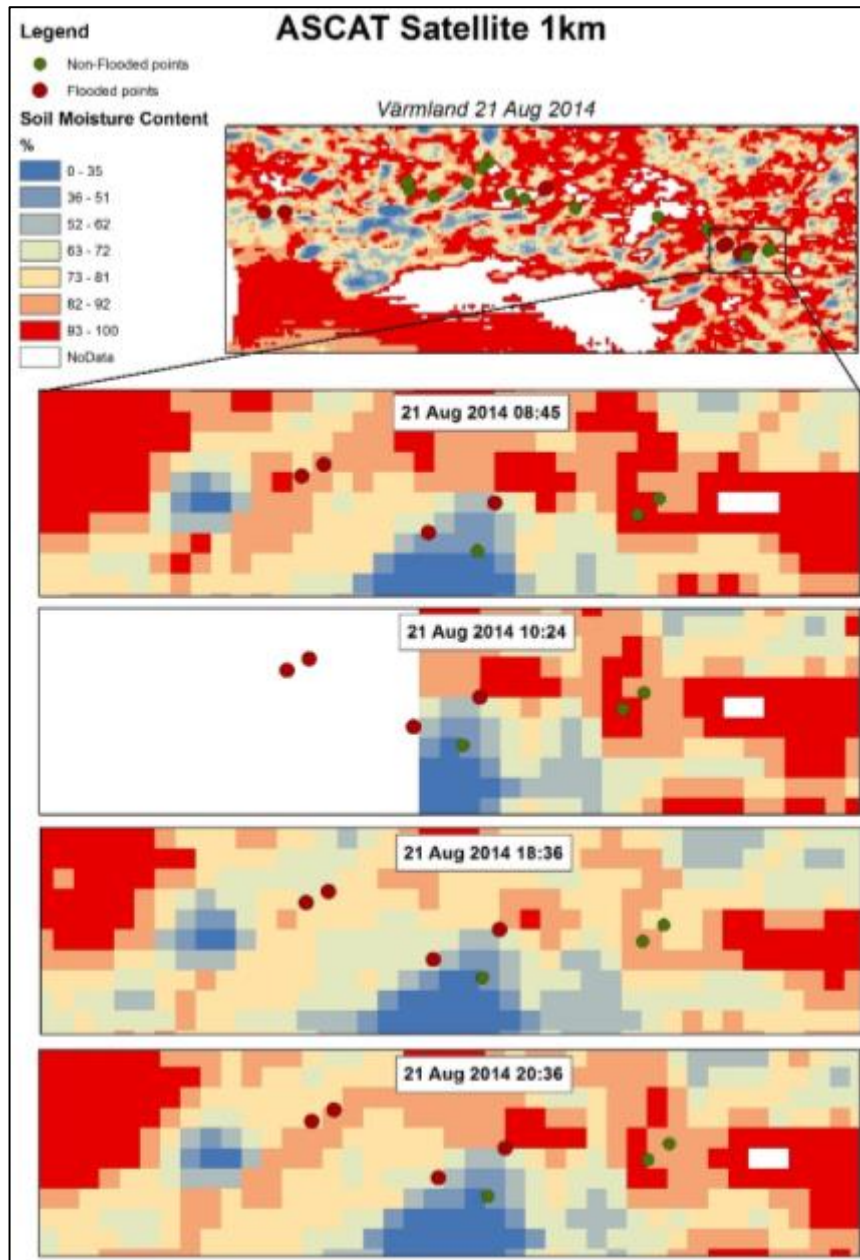 ASCAT Satellite 1km
Legend
Non-Flooded points
Flooded points
Soil Moisture Content
%
0 - 35
36 - 51
52 - 62
63 - 72
73 - 81
82 - 92
93 - 100
NoData
Värmland 21 Aug 2014
21 Aug 2014 08:45
21 Aug 2014 10:24
21 Aug 2014 18:36
21 Aug 2014 20:36